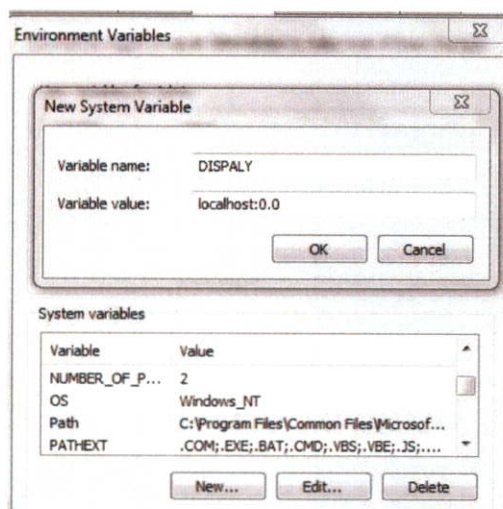 Environment Variables
New System Variable
Variable name: DISPALY
Variable value: localhost:0.0
OK Cancel
System variables
Variable Value
NUMBER_OF_P... 2
OS Windows_NT
Path C:\Program Files\Common Files\Microsof...
PATHEXT .COM;.EXE;.BAT;.CMD;.VBS;.VBE;.JS;....
New... Edit... Delete